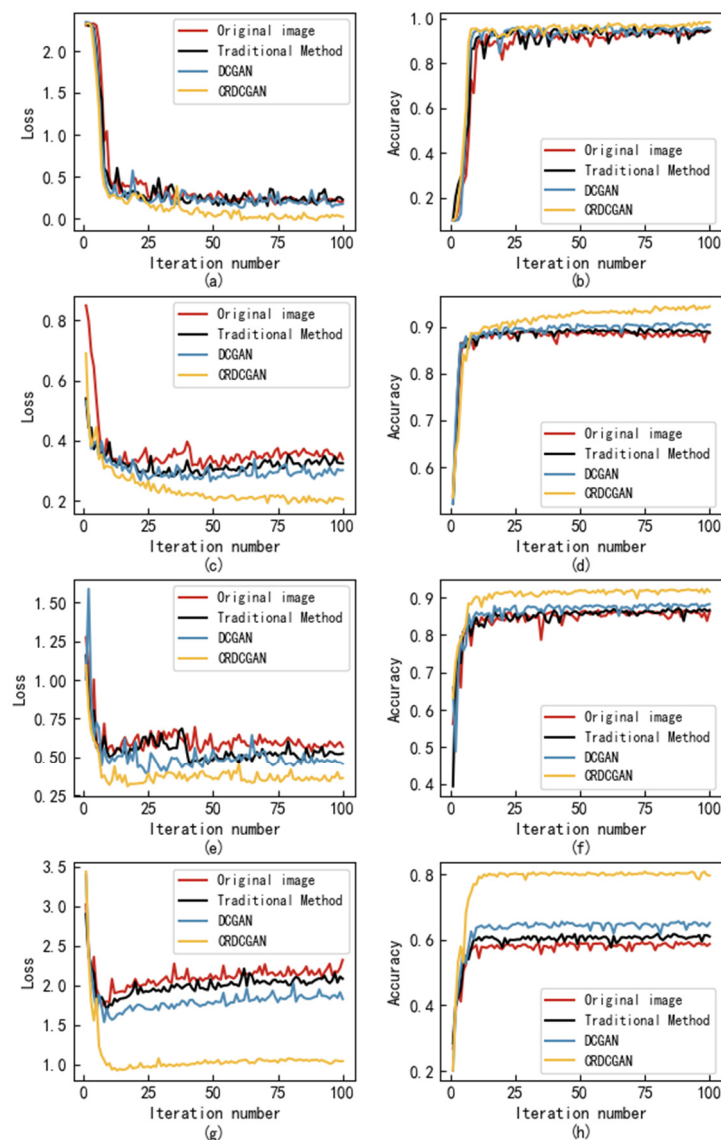 2.0
1.5
1.0
0.5
0.0
Loss
Original image
Traditional Method
DCGAN
CRDCGAN
0 25 50 75 100
Iteration number
(a)
1.0
0.8
0.6
0.4
0.2
Accuracy
Original image
Traditional Method
DCGAN
CRDCGAN
0 25 50 75 100
Iteration number
(b)
0.8
0.6
0.4
0.2
Loss
Original image
Traditional Method
DCGAN
CRDCGAN
0 25 50 75 100
Iteration number
(c)
0.9
0.8
0.7
0.6
Accuracy
Original image
Traditional Method
DCGAN
CRDCGAN
0 25 50 75 100
Iteration number
(d)
1.50
1.25
1.00
0.75
0.50
0.25
Loss
Original image
Traditional Method
DCGAN
CRDCGAN
0 25 50 75 100
Iteration number
(e)
0.9
0.8
0.7
0.6
0.5
0.4
Accuracy
Original image
Traditional Method
DCGAN
CRDCGAN
0 25 50 75 100
Iteration number
(f)
3.5
3.0
2.5
2.0
1.5
1.0
Loss
Original image
Traditional Method
DCGAN
CRDCGAN
0 25 50 75 100
Iteration number
(g)
0.8
0.6
0.4
0.2
Accuracy
Original image
Traditional Method
DCGAN
CRDCGAN
0 25 50 75 100
Iteration number
(h)